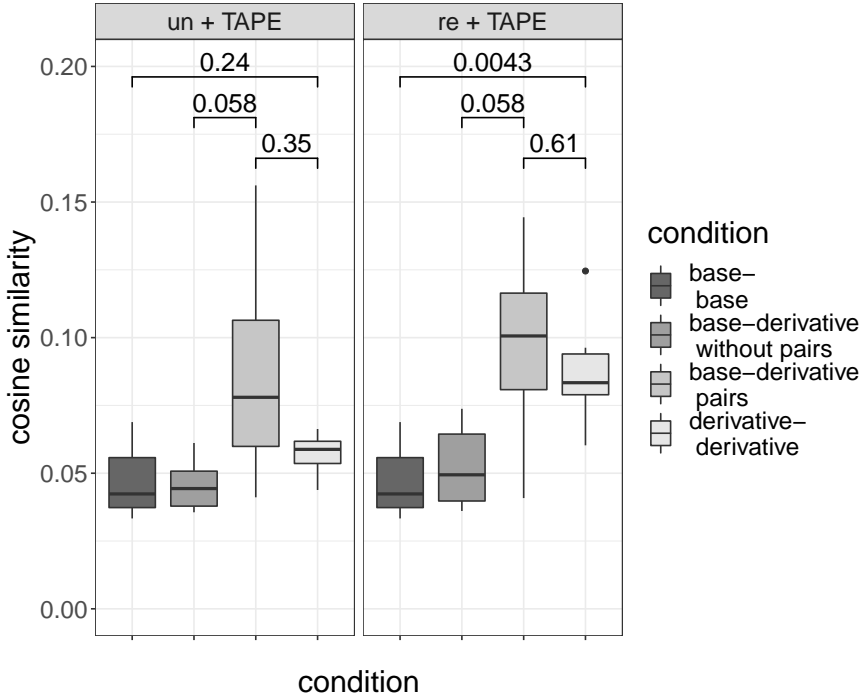 un + TAPE
re + TAPE
0.20
0.15
0.10
0.05
0.00
cosine similarity
0.24
0.058
0.35
0.0043
0.058
0.61
condition
condition
base−
base
base−derivative
without pairs
base−derivative
pairs
derivative−
derivative